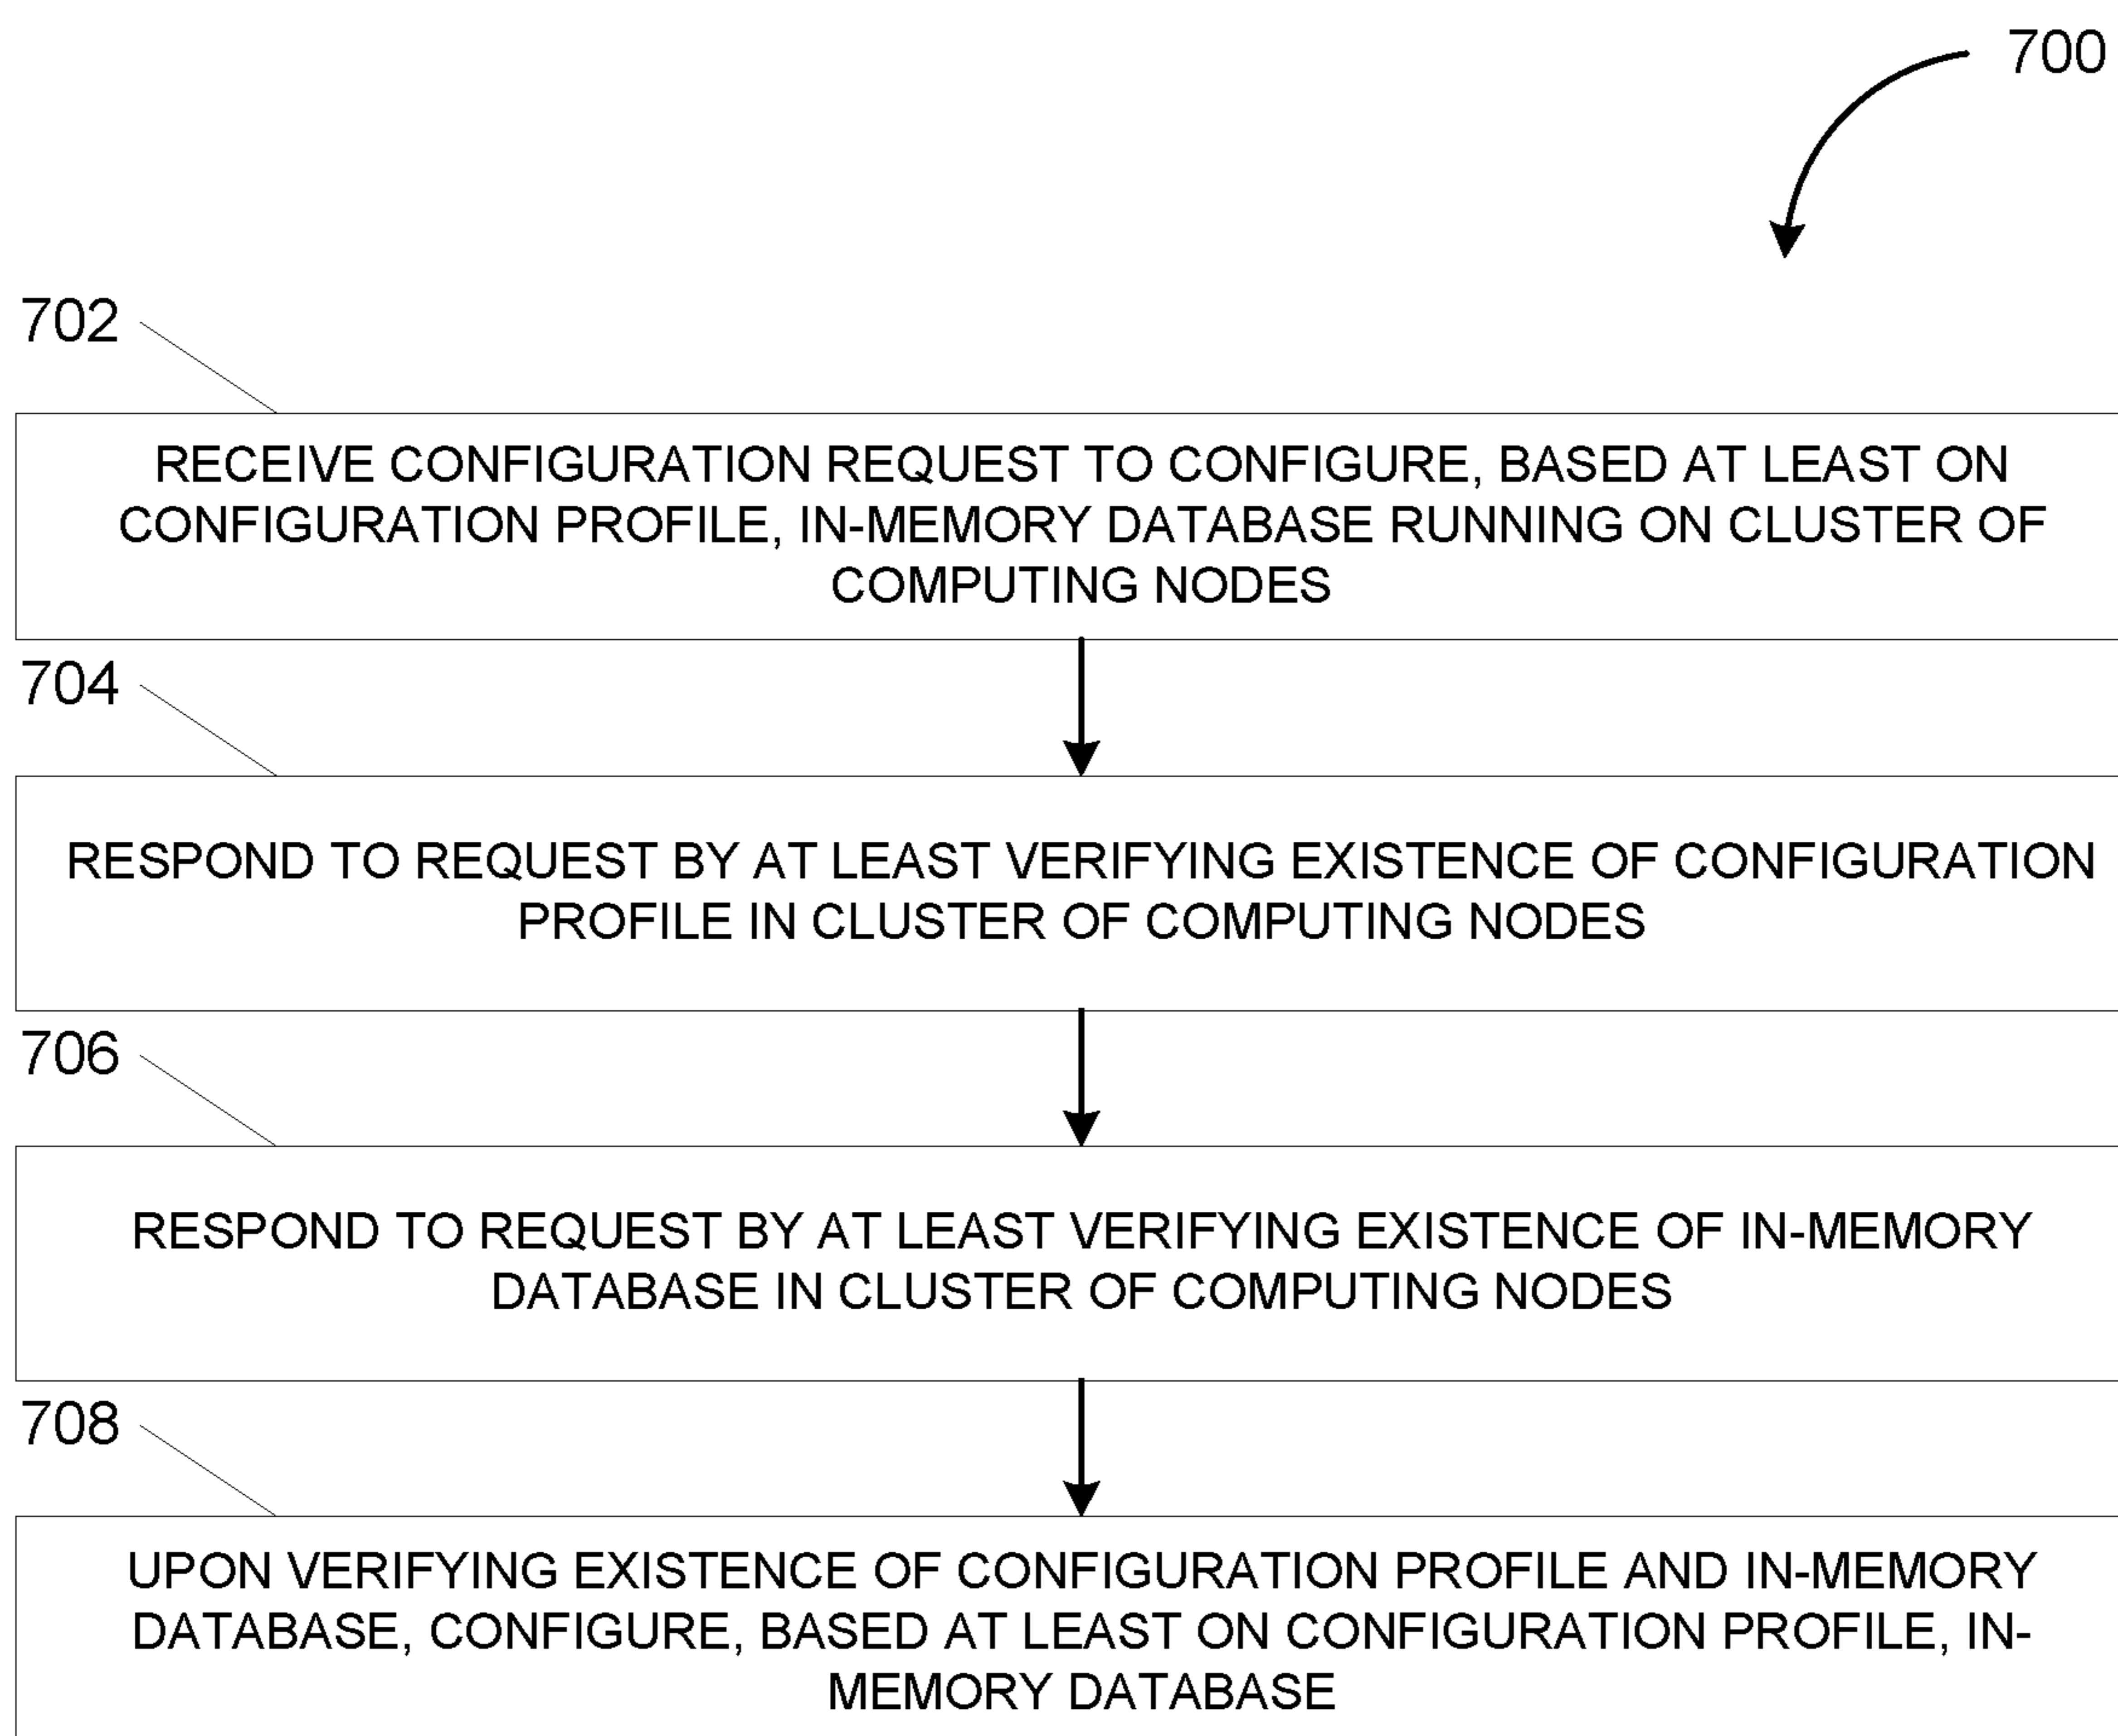 700
702
RECEIVE CONFIGURATION REQUEST TO CONFIGURE, BASED AT LEAST ON
CONFIGURATION PROFILE, IN-MEMORY DATABASE RUNNING ON CLUSTER OF
COMPUTING NODES
704
RESPOND TO REQUEST BY AT LEAST VERIFYING EXISTENCE OF CONFIGURATION
PROFILE IN CLUSTER OF COMPUTING NODES
706
RESPOND TO REQUEST BY AT LEAST VERIFYING EXISTENCE OF IN-MEMORY
DATABASE IN CLUSTER OF COMPUTING NODES
708
UPON VERIFYING EXISTENCE OF CONFIGURATION PROFILE AND IN-MEMORY
DATABASE, CONFIGURE, BASED AT LEAST ON CONFIGURATION PROFILE, IN-
MEMORY DATABASE